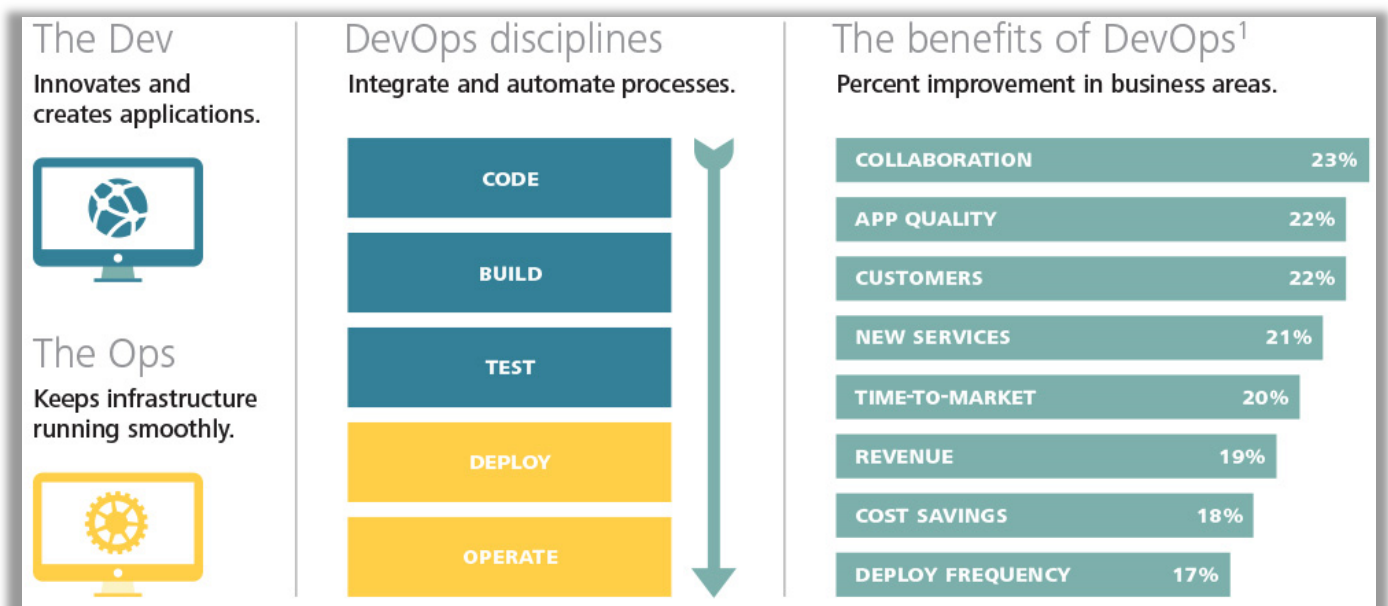 The Dev
Innovates and
creates applications.
The Ops
Keeps infrastructure
running smoothly.
DevOps disciplines
Integrate and automate processes.
CODE
BUILD
TEST
DEPLOY
OPERATE
The benefits of DevOps¹
Percent improvement in business areas.
COLLABORATION 23%
APP QUALITY 22%
CUSTOMERS 22%
NEW SERVICES 21%
TIME-TO-MARKET 20%
REVENUE 19%
COST SAVINGS 18%
DEPLOY FREQUENCY 17%